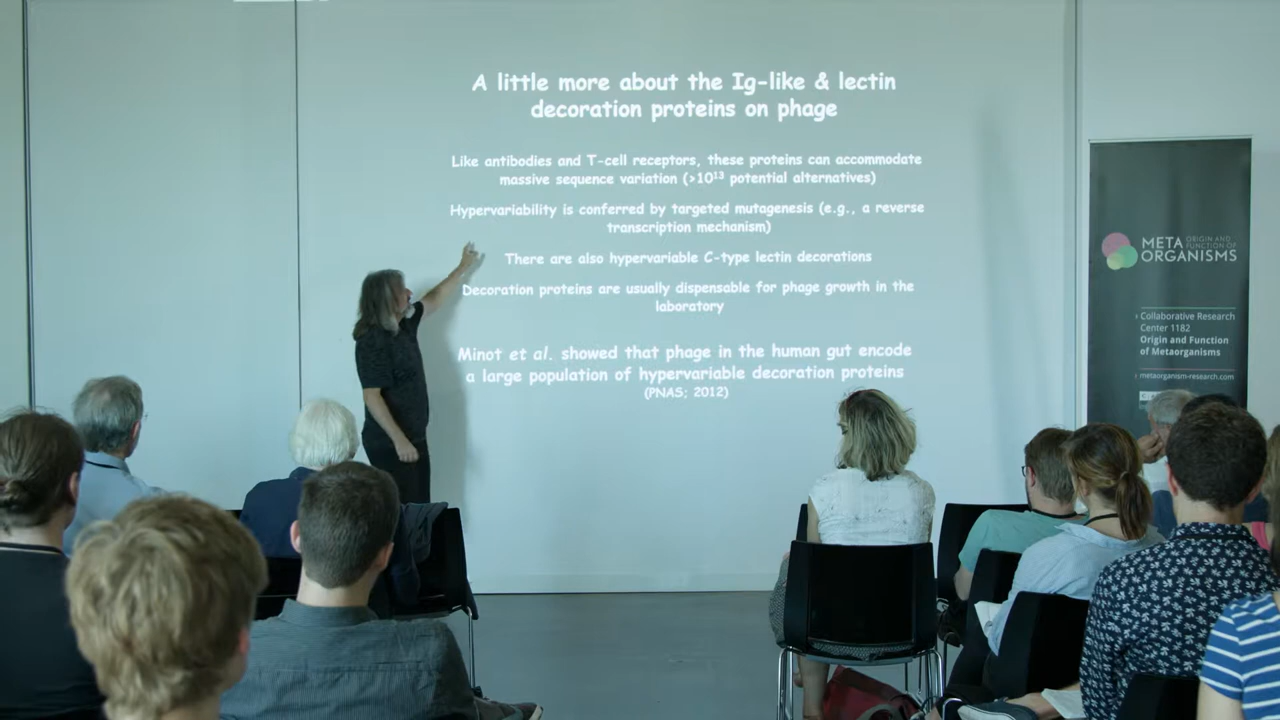 A little more about the Ig-like & lectin
decoration proteins on phage
Like antibodies and T-cell receptors, these proteins can accommodate
massive sequence variation (>10¹³ potential alternatives)
Hypervariability is conferred by targeted mutagenesis (e.g., a reverse
transcription mechanism)
There are also hypervariable C-type lectin decorations
Decoration proteins are usually dispensable for phage growth in the
laboratory
Minot et al. showed that phage in the human gut encode
a large population of hypervariable decoration proteins
(PNAS; 2012)
META ORIGIN AND
FUNCTION OF
ORGANISMS
Collaborative Research
Center 1182
Origin and Function
of Metaorganisms
metaorganism-research.com